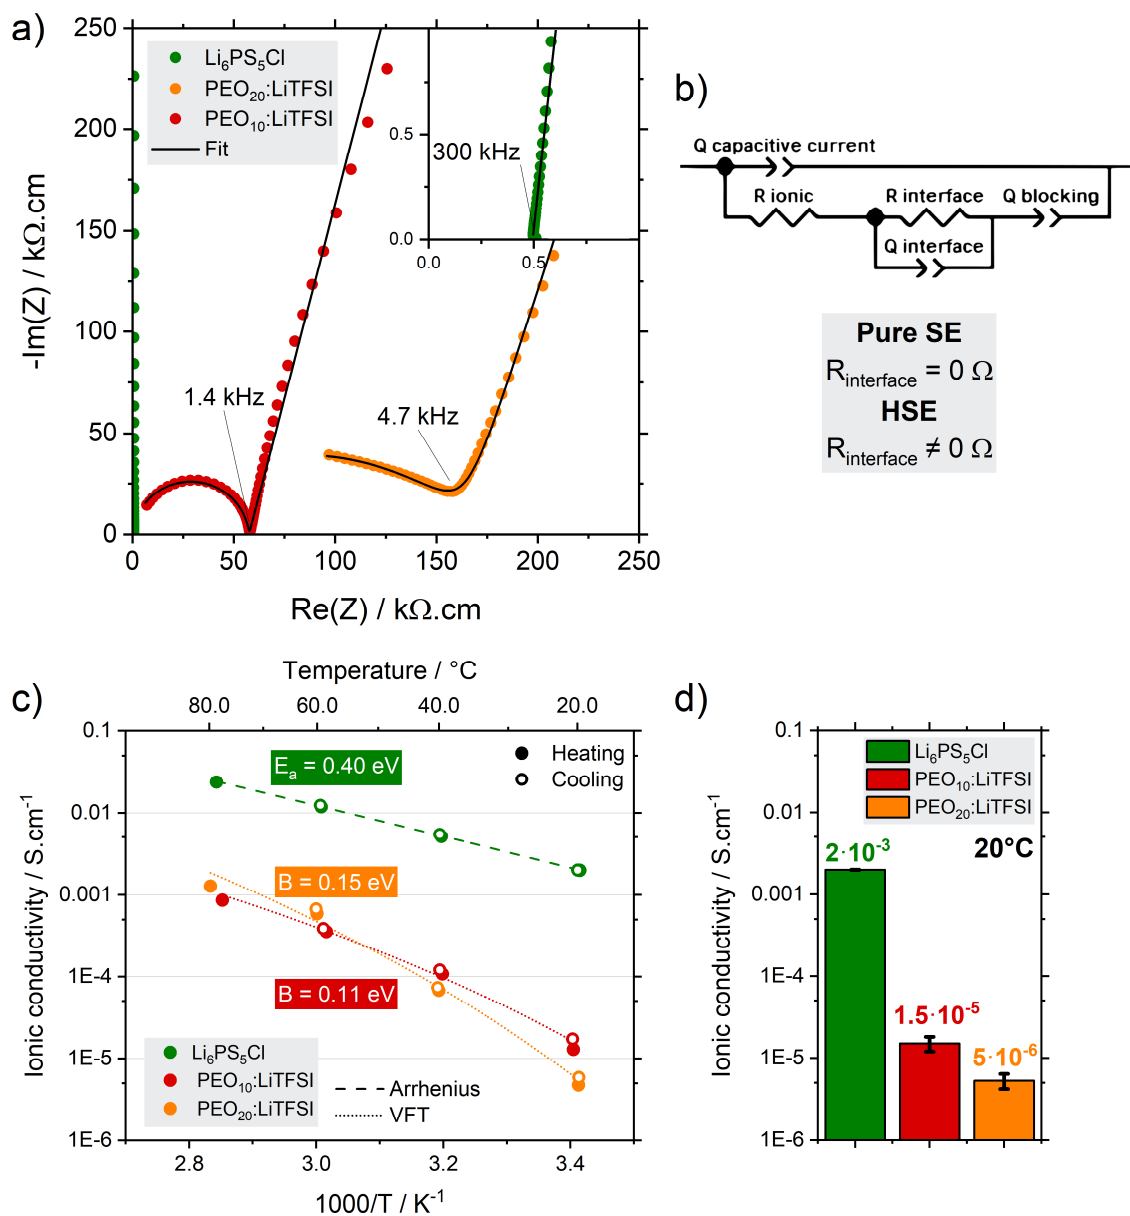 a)
250
200
150
100
50
0
-Im(Z) / kΩ.cm
Li₆PS₅Cl
PEO₂₀:LiTFSI
PEO₁₀:LiTFSI
Fit
0.5
0.0
300 kHz
0.0
0.5
1.4 kHz
4.7 kHz
0
50
100
150
200
250
Re(Z) / kΩ.cm
b)
Q capacitive current
R ionic
R interface
Q blocking
Q interface
Pure SE
Rinterface = 0 Ω
HSE
Rinterface ≠ 0 Ω
c)
Temperature / °C
80.0
60.0
40.0
20.0
0.1
0.01
0.001
1E-4
1E-5
1E-6
Ionic conductivity / S.cm⁻¹
Eₐ = 0.40 eV
Heating
Cooling
B = 0.15 eV
B = 0.11 eV
Li₆PS₅Cl
PEO₁₀:LiTFSI
PEO₂₀:LiTFSI
Arrhenius
VFT
2.8
3.0
3.2
3.4
1000/T / K⁻¹
d)
0.1
0.01
0.001
1E-4
1E-5
1E-6
Ionic conductivity / S.cm⁻¹
Li₆PS₅Cl
PEO₁₀:LiTFSI
PEO₂₀:LiTFSI
20°C
2·10⁻³
1.5·10⁻⁵
5·10⁻⁶